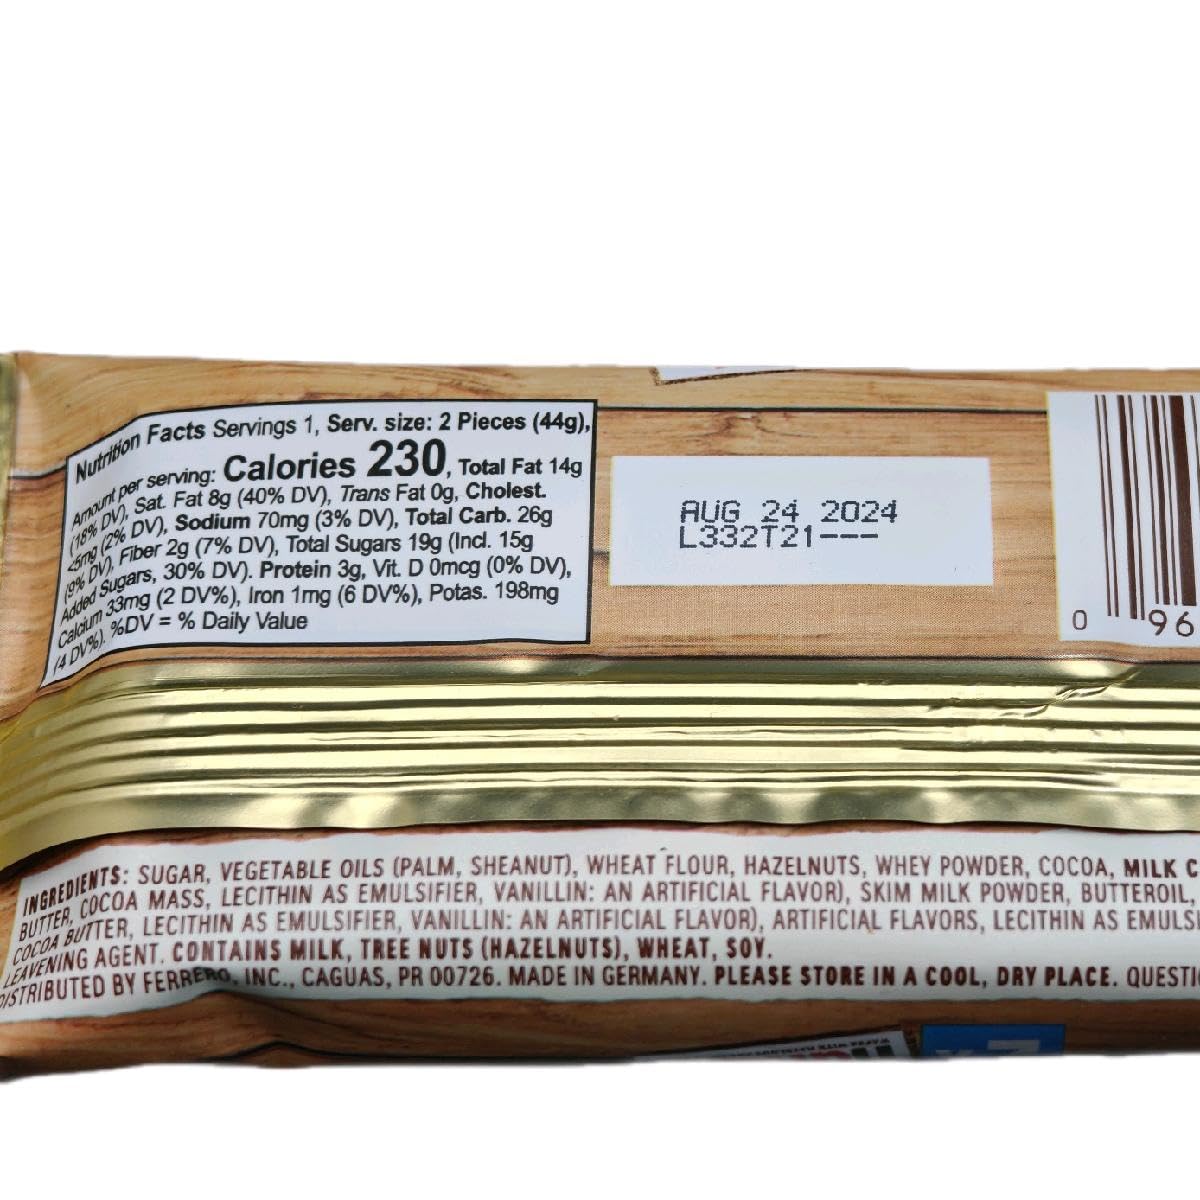 Nutrition Facts Servings 1, Serv. size: 2 Pieces (44g),
Amount per serving: Calories 230, Total Fat 14g
(18% DV), Sat. Fat 8g (40% DV), Trans Fat 0g, Cholest.
<5mg (2% DV), Sodium 70mg (3% DV), Total Carb. 26g
(9% DV), Fiber 2g (7% DV), Total Sugars 19g (Incl. 15g
Added Sugars, 30% DV). Protein 3g, Vit. D 0mcg (0% DV),
Calcium 33mg (2 DV%), Iron 1mg (6 DV%), Potas. 198mg
(4 DV%). %DV = % Daily Value
AUG 24 2024
L332T21---
0 96
INGREDIENTS: SUGAR, VEGETABLE OILS (PALM, SHEANUT), WHEAT FLOUR, HAZELNUTS, WHEY POWDER, COCOA, MILK C
BUTTER, COCOA MASS, LECITHIN AS EMULSIFIER, VANILLIN: AN ARTIFICIAL FLAVOR), SKIM MILK POWDER, BUTTEROIL,
COCOA BUTTER, LECITHIN AS EMULSIFIER, VANILLIN: AN ARTIFICIAL FLAVOR), ARTIFICIAL FLAVORS, LECITHIN AS EMULS
LEAVENING AGENT. CONTAINS MILK, TREE NUTS (HAZELNUTS), WHEAT, SOY.
DISTRIBUTED BY FERRERO, INC., CAGUAS, PR 00726. MADE IN GERMANY. PLEASE STORE IN A COOL, DRY PLACE. QUESTI